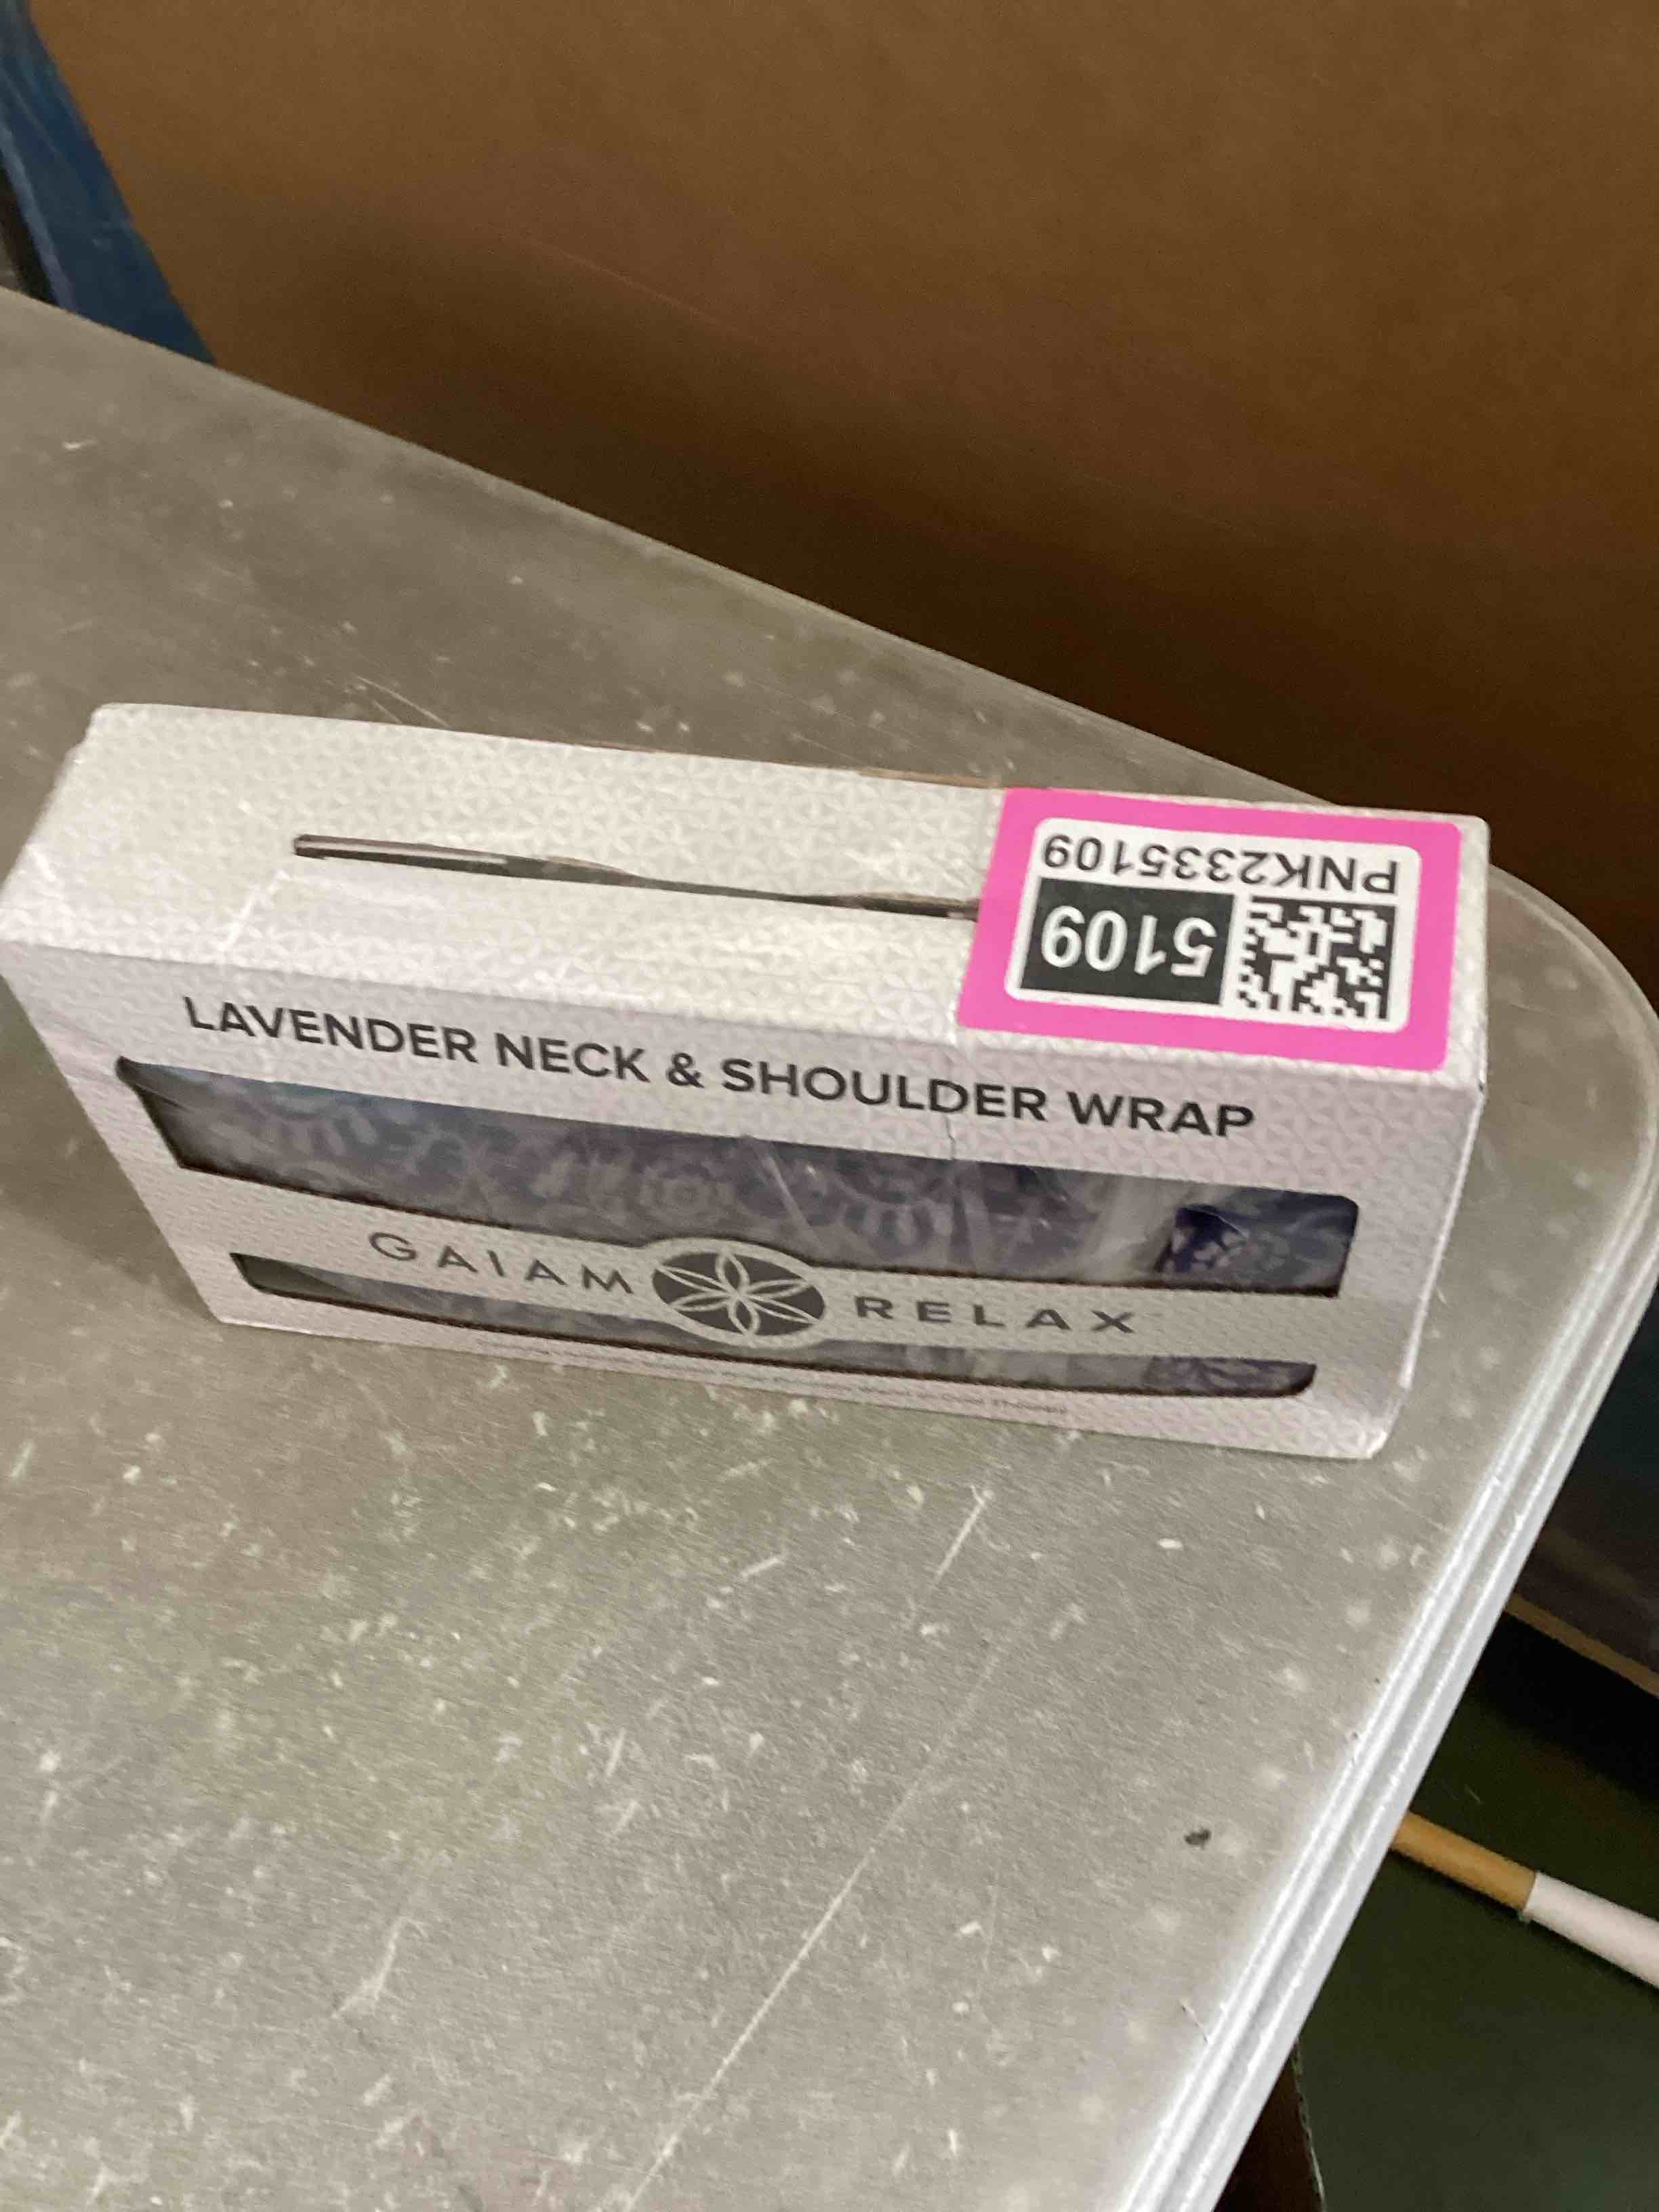 PNK2335109
5109
LAVENDER NECK & SHOULDER WRAP
GAIAM RELAX